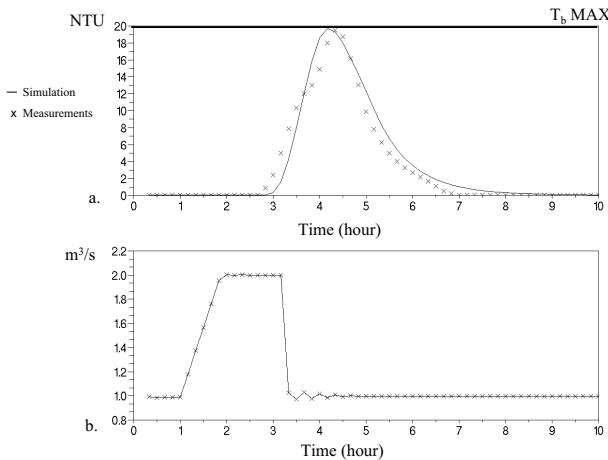 NTU
T_b MAX
— Simulation
x Measurements
20
18
16
14
12
10
8
6
4
2
0
0 1 2 3 4 5 6 7 8 9 10
a.
Time (hour)
m³/s
2.2
2.0
1.8
1.6
1.4
1.2
1.0
0.8
0 1 2 3 4 5 6 7 8 9 10
b.
Time (hour)